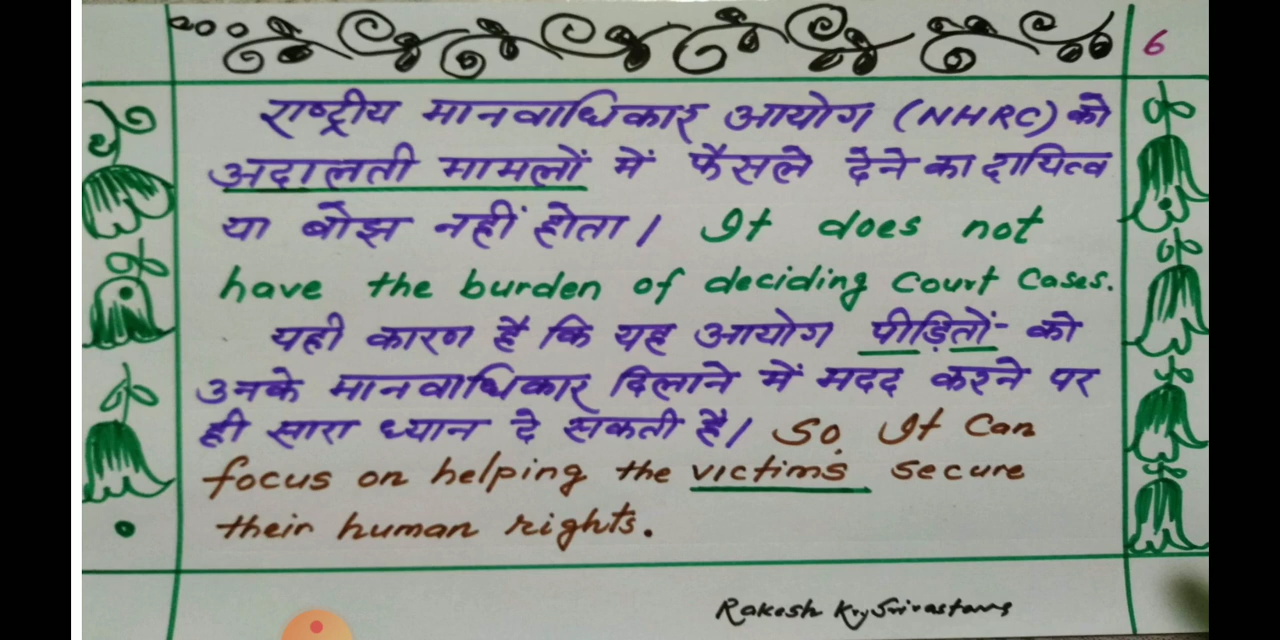 6
राष्ट्रीय मानवाधिकार आयोग (NHRC) को
अदालती मामलों में फैसले देने का दायित्व
या बोझ नहीं होता। It does not
have the burden of deciding Court Cases.
यही कारण है कि यह आयोग पीड़ितों को
उनके मानवाधिकार दिलाने में मदद करने पर
ही सारा ध्यान दे सकती है। So, It Can
focus on helping the victims secure
their human rights.
Rakesh Kr Srivastava